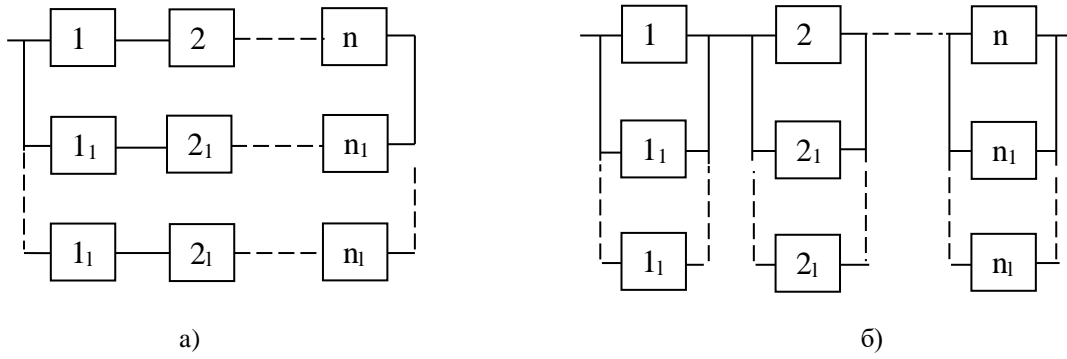 1 2 n 1 2 n
1₁ 2₁ n₁ 1₁ 2₁ n₁
1ₗ 2ₗ nₗ 1ₗ 2ₗ nₗ
а) б)